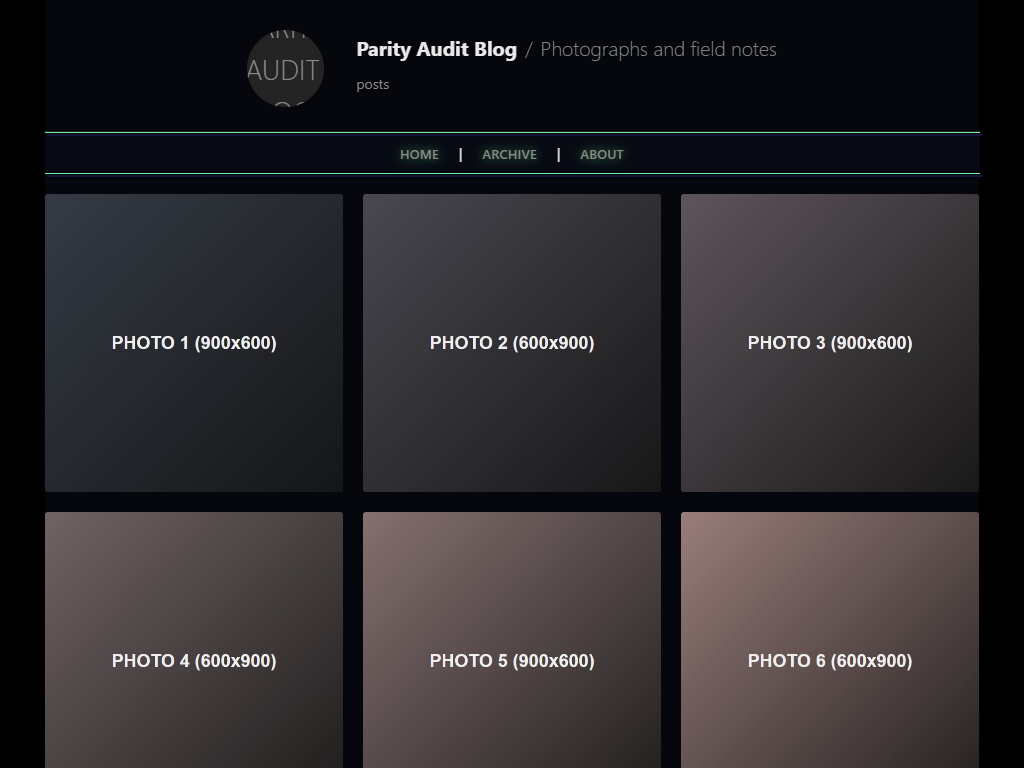 AUDIT
Parity Audit Blog / Photographs and field notes
posts
HOME | ARCHIVE | ABOUT
PHOTO 1 (900x600)
PHOTO 2 (600x900)
PHOTO 3 (900x600)
PHOTO 4 (600x900)
PHOTO 5 (900x600)
PHOTO 6 (600x900)